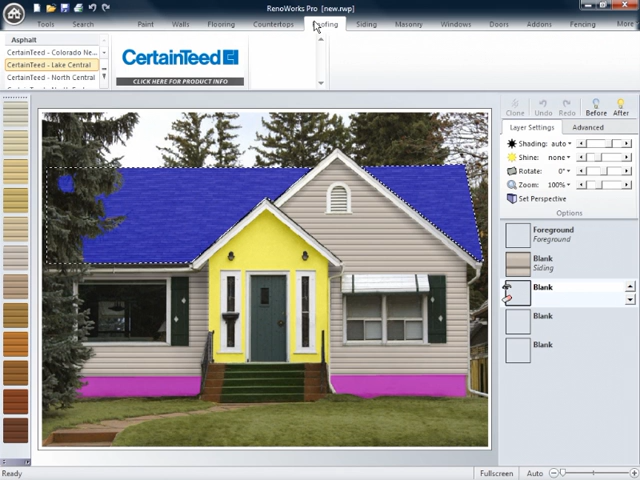 RenoWorks Pro [new.rwp]
Tools Search Paint Walls Flooring Countertops Roofing Siding Masonry Windows Doors Addons More
Asphalt
CertainTeed - Colorado Ne...
CertainTeed - Lake Central
CertainTeed - North Central
CertainTeed
CLICK HERE FOR PRODUCT INFO
Clone Undo Redo Before After
Layer Settings Advanced
Shading: auto
Shine: none
Rotate: 0°
Zoom: 100%
Set Perspective
Options
Foreground
Foreground
Blank
Siding
Blank
Blank
Blank
Ready Fullscreen Auto